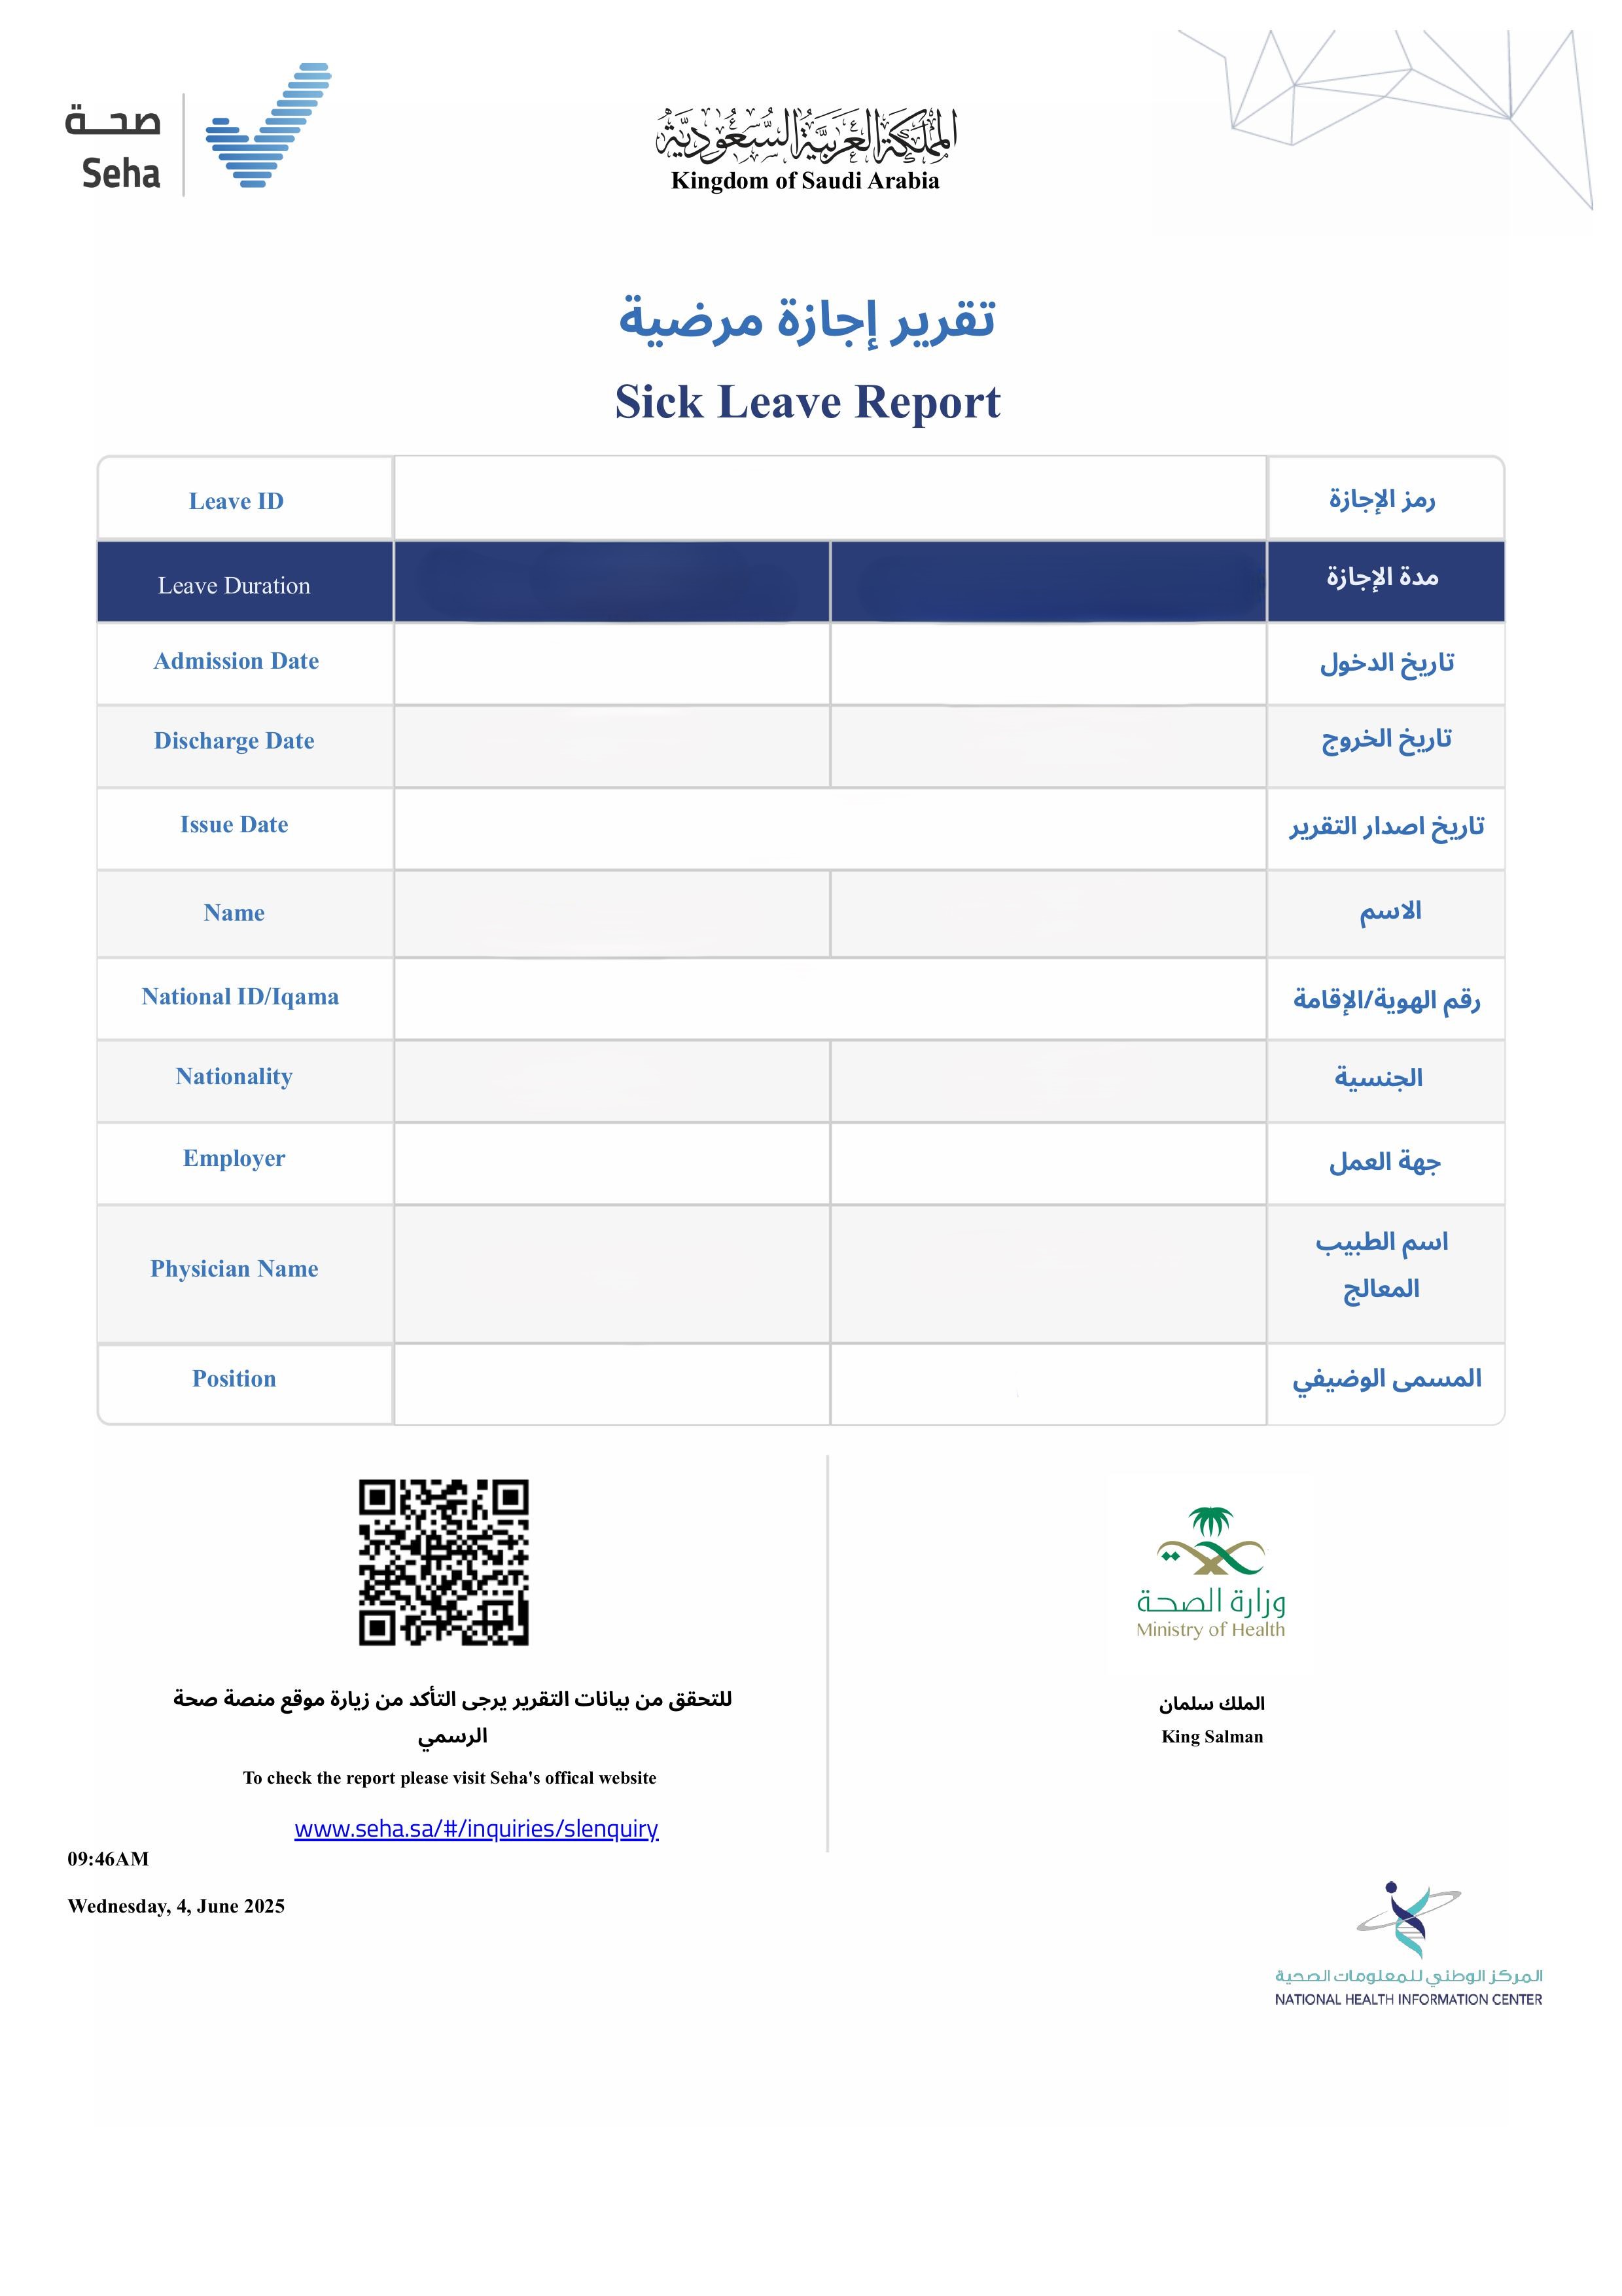 صحة
Seha
المملكة العربية السعودية
Kingdom of Saudi Arabia
تقرير إجازة مرضية
Sick Leave Report
Leave ID
رمز الإجازة
Leave Duration
مدة الإجازة
Admission Date
تاريخ الدخول
Discharge Date
تاريخ الخروج
Issue Date
تاريخ اصدار التقرير
Name
الاسم
National ID/Iqama
رقم الهوية/الإقامة
Nationality
الجنسية
Employer
جهة العمل
Physician Name
اسم الطبيب
المعالج
Position
المسمى الوضيفي
وزارة الصحة
Ministry of Health
الملك سلمان
King Salman
للتحقق من بيانات التقرير يرجى التأكد من زيارة موقع منصة صحة
الرسمي
To check the report please visit Seha's offical website
www.seha.sa/#/inquiries/slenquiry
09:46AM
Wednesday, 4, June 2025
المركز الوطني للمعلومات الصحية
NATIONAL HEALTH INFORMATION CENTER